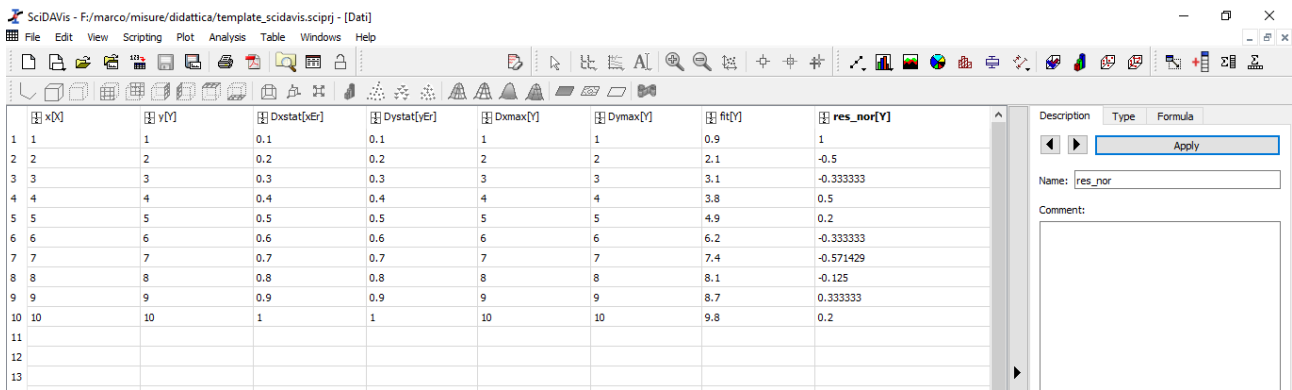 SciDAVis - F:/marco/misure/didattica/template_scidavis.sciprj - [Dati]
File Edit View Scripting Plot Analysis Table Windows Help
x[X] y[Y] Dxstat[xEr] Dystat[yEr] Dxmax[Y] Dymax[Y] fit[Y] res_nor[Y] Description Type Formula
1 1 1 0.1 0.1 1 1 0.9 1
Apply
2 2 2 0.2 0.2 2 2 2.1 -0.5
3 3 3 0.3 0.3 3 3 3.1 -0.333333
Name: res_nor
4 4 4 0.4 0.4 4 4 3.8 0.5
Comment:
5 5 5 0.5 0.5 5 5 4.9 0.2
6 6 6 0.6 0.6 6 6 6.2 -0.333333
7 7 7 0.7 0.7 7 7 7.4 -0.571429
8 8 8 0.8 0.8 8 8 8.1 -0.125
9 9 9 0.9 0.9 9 9 8.7 0.333333
10 10 10 1 1 10 10 9.8 0.2
11
12
13